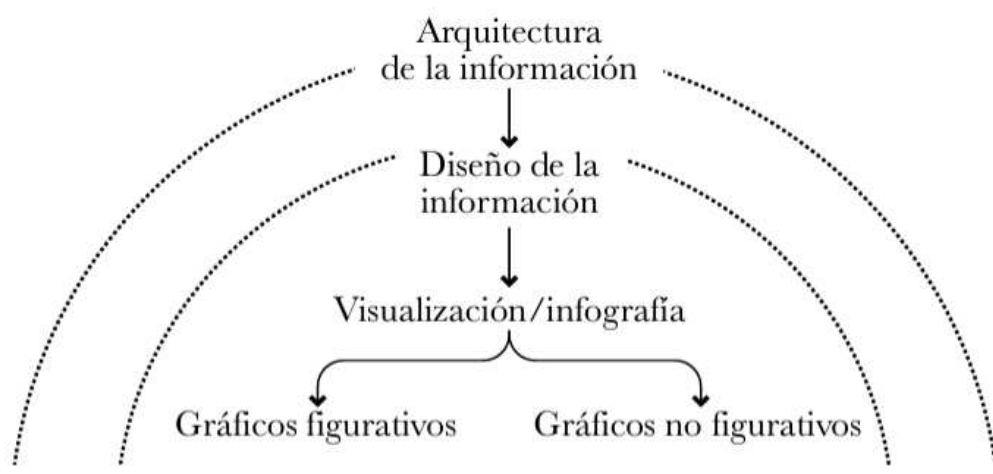 Arquitectura
de la información
Diseño de la
información
Visualización/infografía
Gráficos figurativos
Gráficos no figurativos